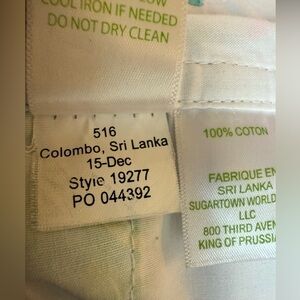 COOL IRON IF NEEDED
DO NOT DRY CLEAN
516
Colombo, Sri Lanka
15-Dec
Style 19277
PO 044392
100% COTON
FABRIQUE EN
SRI LANKA
SUGARTOWN WORLD
LLC
800 THIRD AVEN
KING OF PRUSSIA